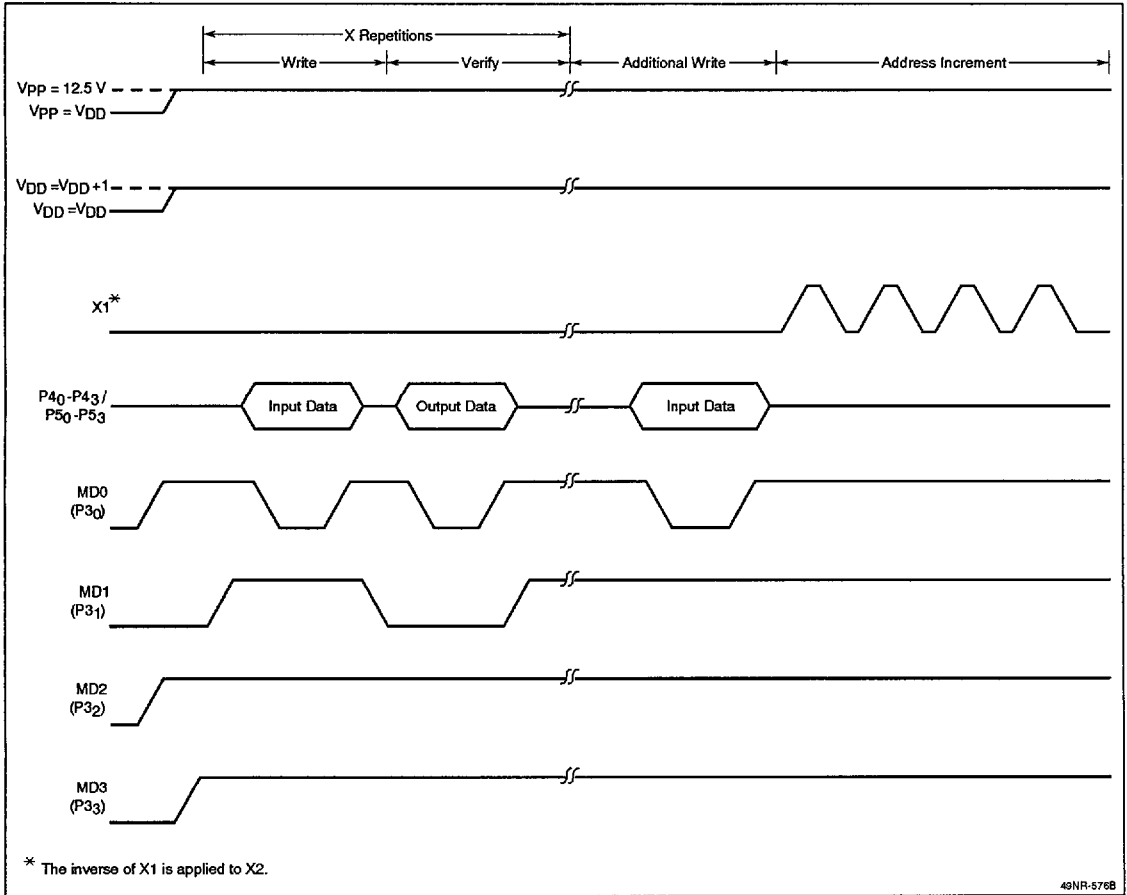 X Repetitions
Write
Verify
Additional Write
Address Increment
VPP = 12.5 V
VPP = VDD
VDD =VDD +1
VDD =VDD
X1*
P40-P43 /
P50-P53
Input Data
Output Data
Input Data
MD0
(P30)
MD1
(P31)
MD2
(P32)
MD3
(P33)
* The inverse of X1 is applied to X2.
49NR-576B